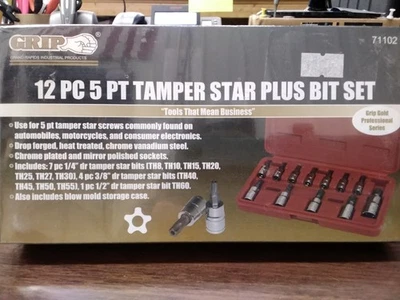 GRIP
71102
12 PC 5 PT TAMPER STAR PLUS BIT SET
"Tools That Mean Business"
• Use for 5 pt tamper star screws commonly found on
automobiles, motorcycles, and consumer electronics.
• Drop forged, heat treated, chrome vanadium steel.
• Chrome plated and mirror polished sockets.
• Includes: 7 pc 1/4" dr tamper star bits (TH8, TH10, TH15, TH20,
TH25, TH27, TH30), 4 pc 3/8" dr tamper star bits (TH40,
TH45, TH50, TH55), 1 pc 1/2" dr tamper star bit TH60.
• Also includes blow mold storage case.
Grip Gold
Professional
Series